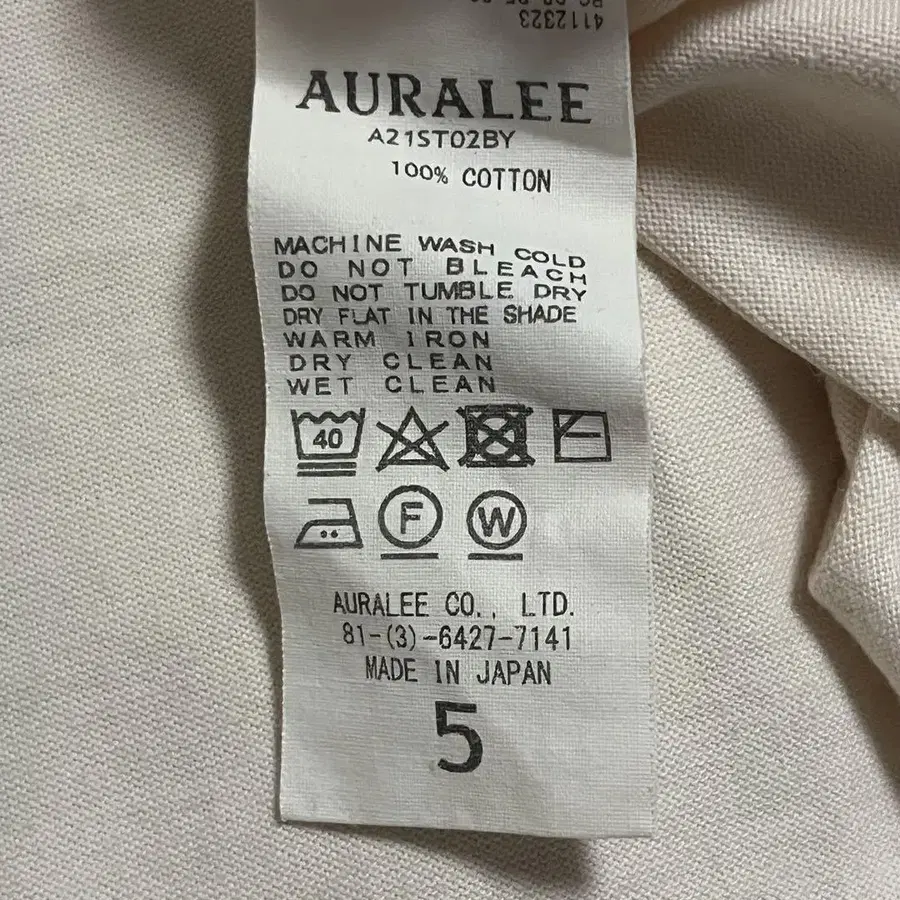 4112323
AURALEE
A21ST02BY
100% COTTON
MACHINE WASH COLD
DO NOT BLEACH
DO NOT TUMBLE DRY
DRY FLAT IN THE SHADE
WARM IRON
DRY CLEAN
WET CLEAN
40
F W
AURALEE CO., LTD.
81-(3)-6427-7141
MADE IN JAPAN
5